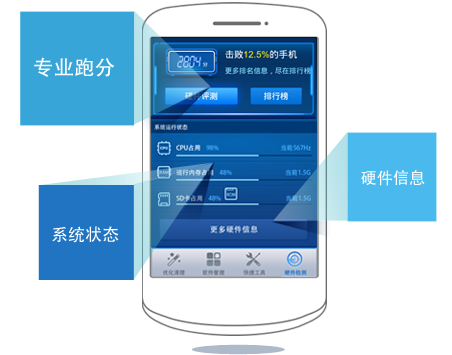 专业跑分
2804分
击败12.5%的手机
更多排名信息，尽在排行榜
硬件评测
排行榜
系统运行状态
CPU
CPU占用 98% 当前567Hz
运行内存占用 48% 当前1.5G
SD卡占用 48% 当前1.5G
更多硬件信息
优化清理 软件管理 快捷工具 硬件检测
硬件信息
系统状态